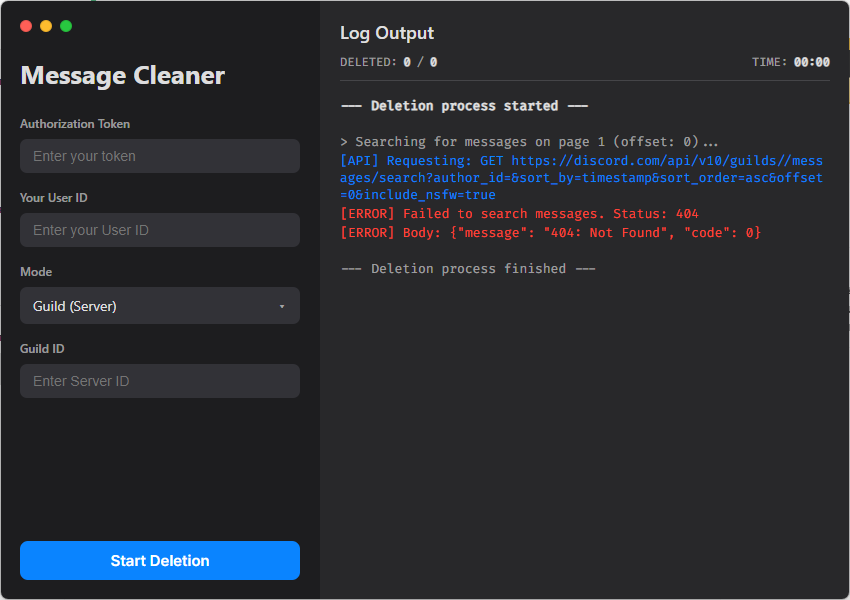 Message Cleaner
Authorization Token
Enter your token
Your User ID
Enter your User ID
Mode
Guild (Server)
Guild ID
Enter Server ID
Start Deletion
Log Output
DELETED: 0 / 0 TIME: 00:00
--- Deletion process started ---
> Searching for messages on page 1 (offset: 0)...
[API] Requesting: GET https://discord.com/api/v10/guilds//mess
ages/search?author_id=&sort_by=timestamp&sort_order=asc&offset
=0&include_nsfw=true
[ERROR] Failed to search messages. Status: 404
[ERROR] Body: {"message": "404: Not Found", "code": 0}
--- Deletion process finished ---